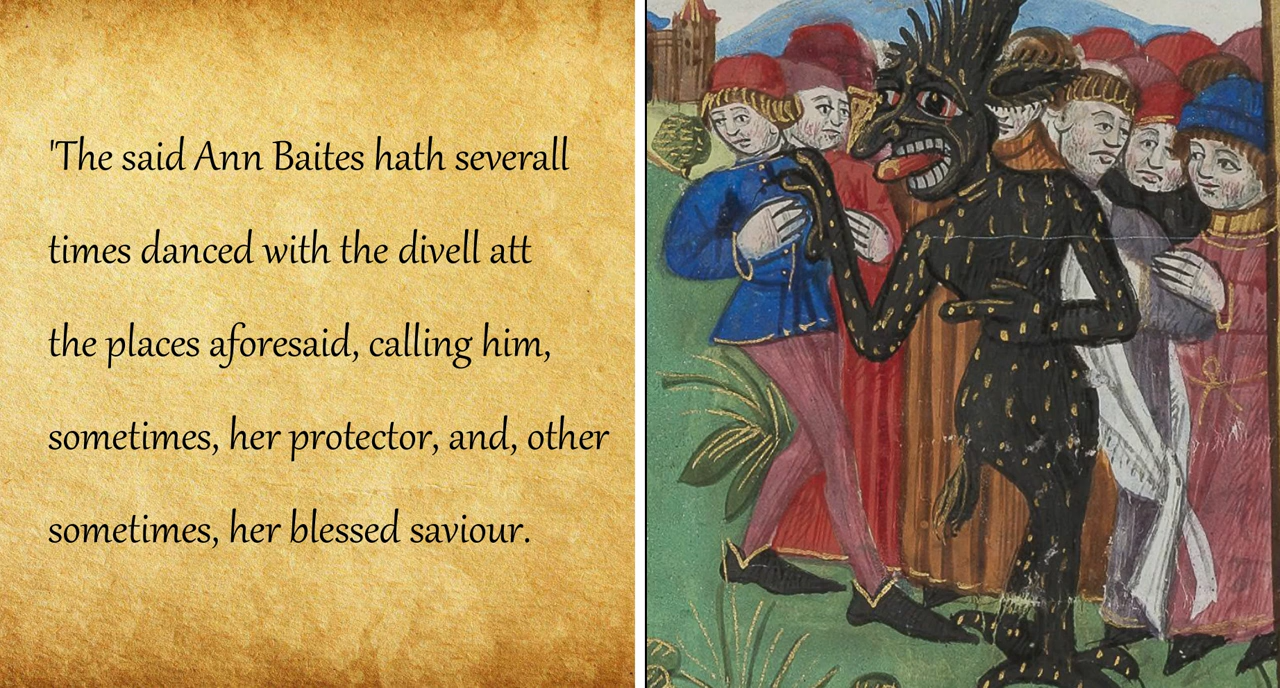 'The said Ann Baites hath severall
times danced with the divell att
the places aforesaid, calling him,
sometimes, her protector, and, other
sometimes, her blessed saviour.